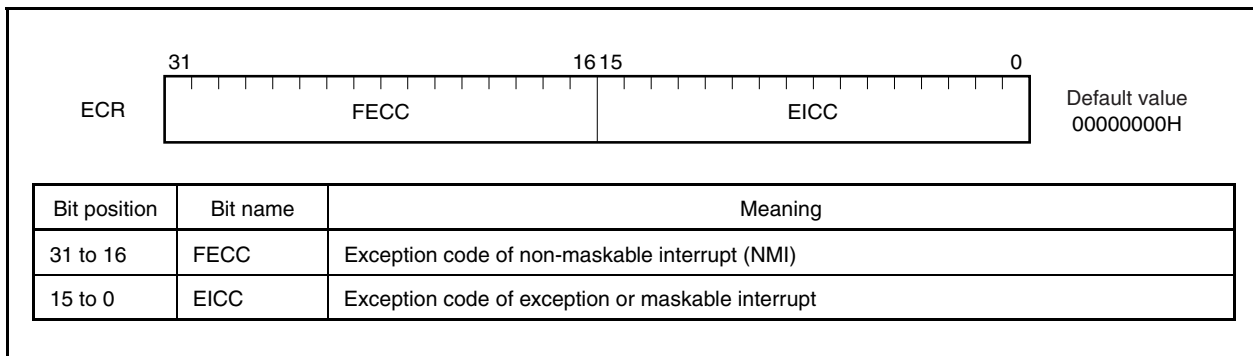 31 16 15 0
ECR FECC EICC Default value
00000000H
Bit position Bit name Meaning
31 to 16 FECC Exception code of non-maskable interrupt (NMI)
15 to 0 EICC Exception code of exception or maskable interrupt